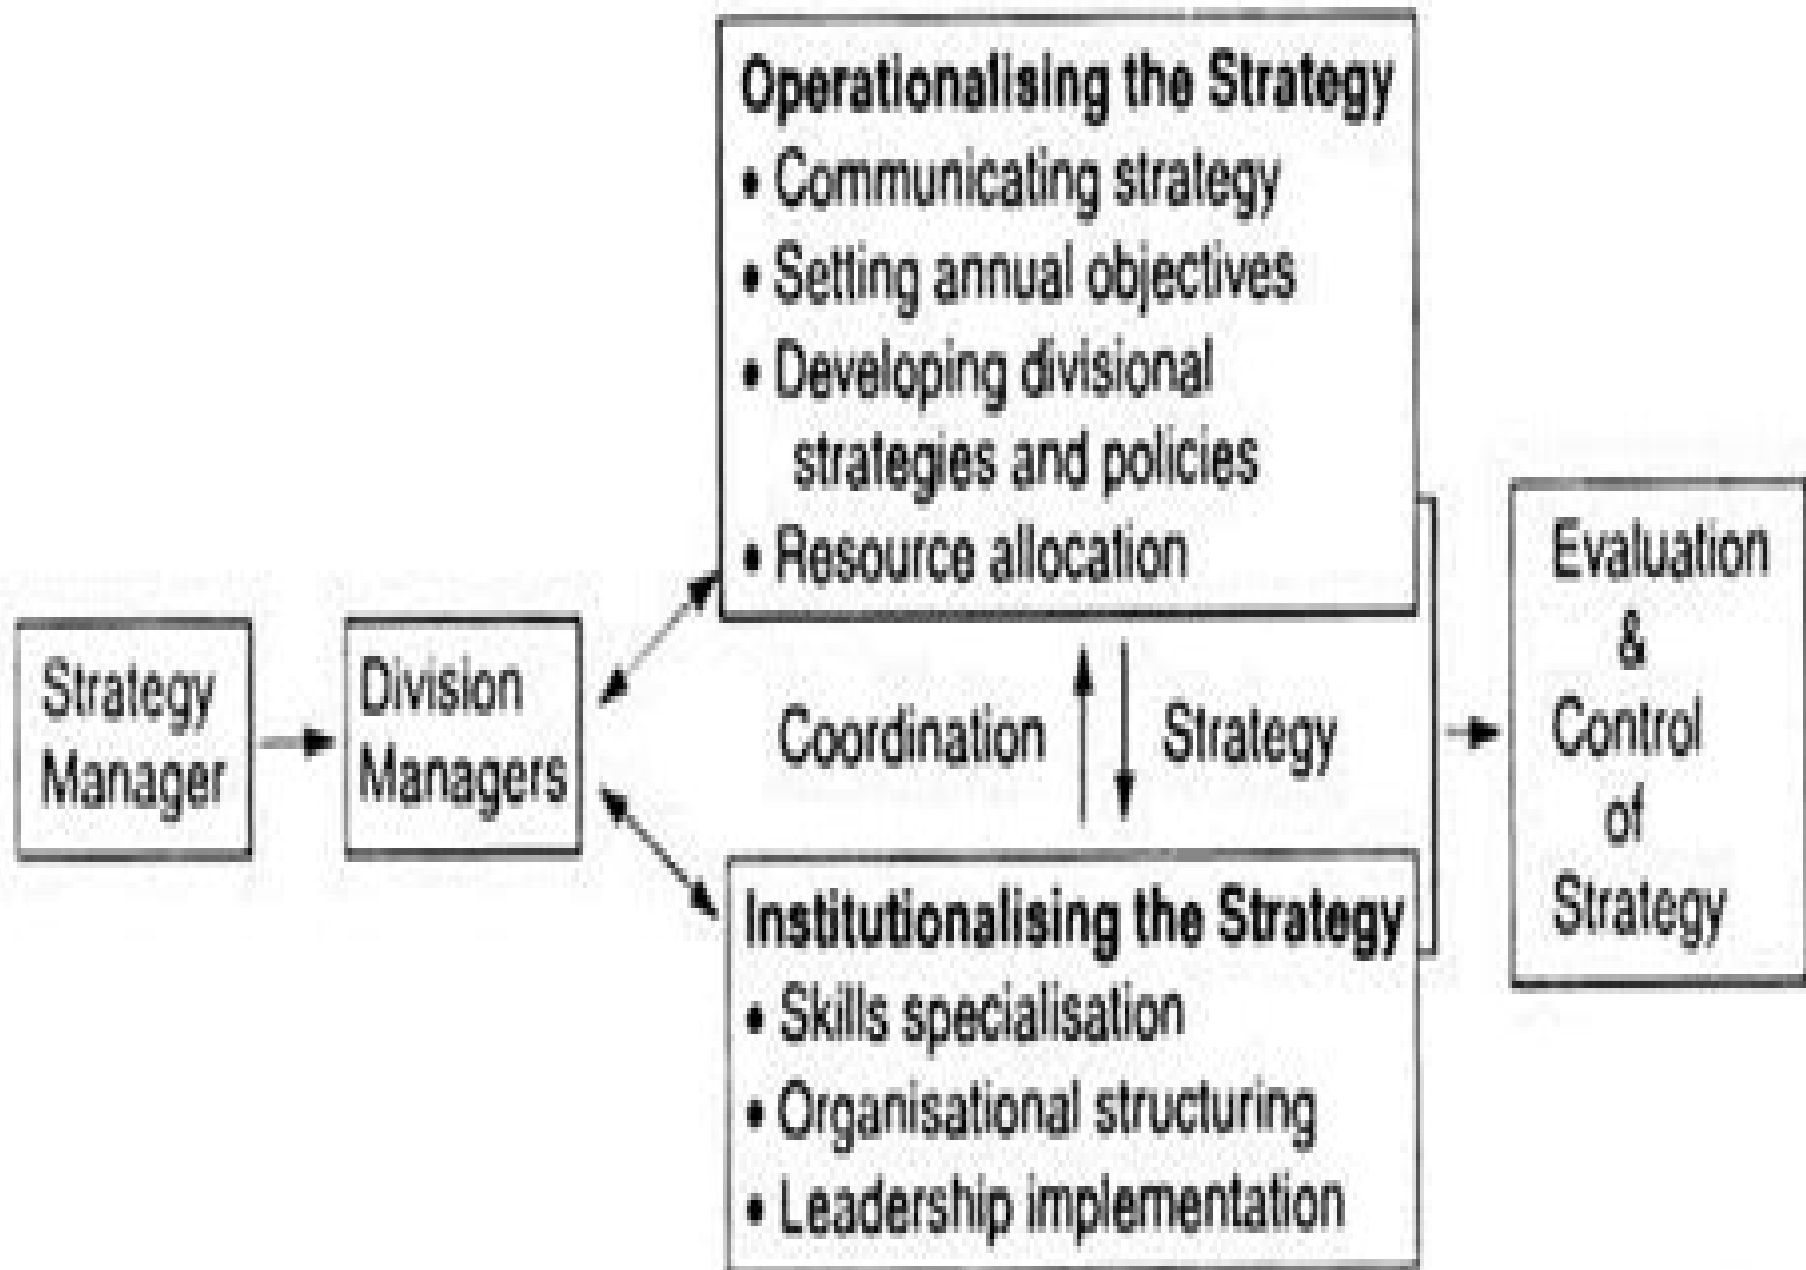 Operationalising the Strategy
• Communicating strategy
• Setting annual objectives
• Developing divisional
strategies and policies
• Resource allocation
Strategy
Manager
Division
Managers
Coordination
Strategy
Institutionalising the Strategy
• Skills specialisation
• Organisational structuring
• Leadership implementation
Evaluation
&
Control
of
Strategy